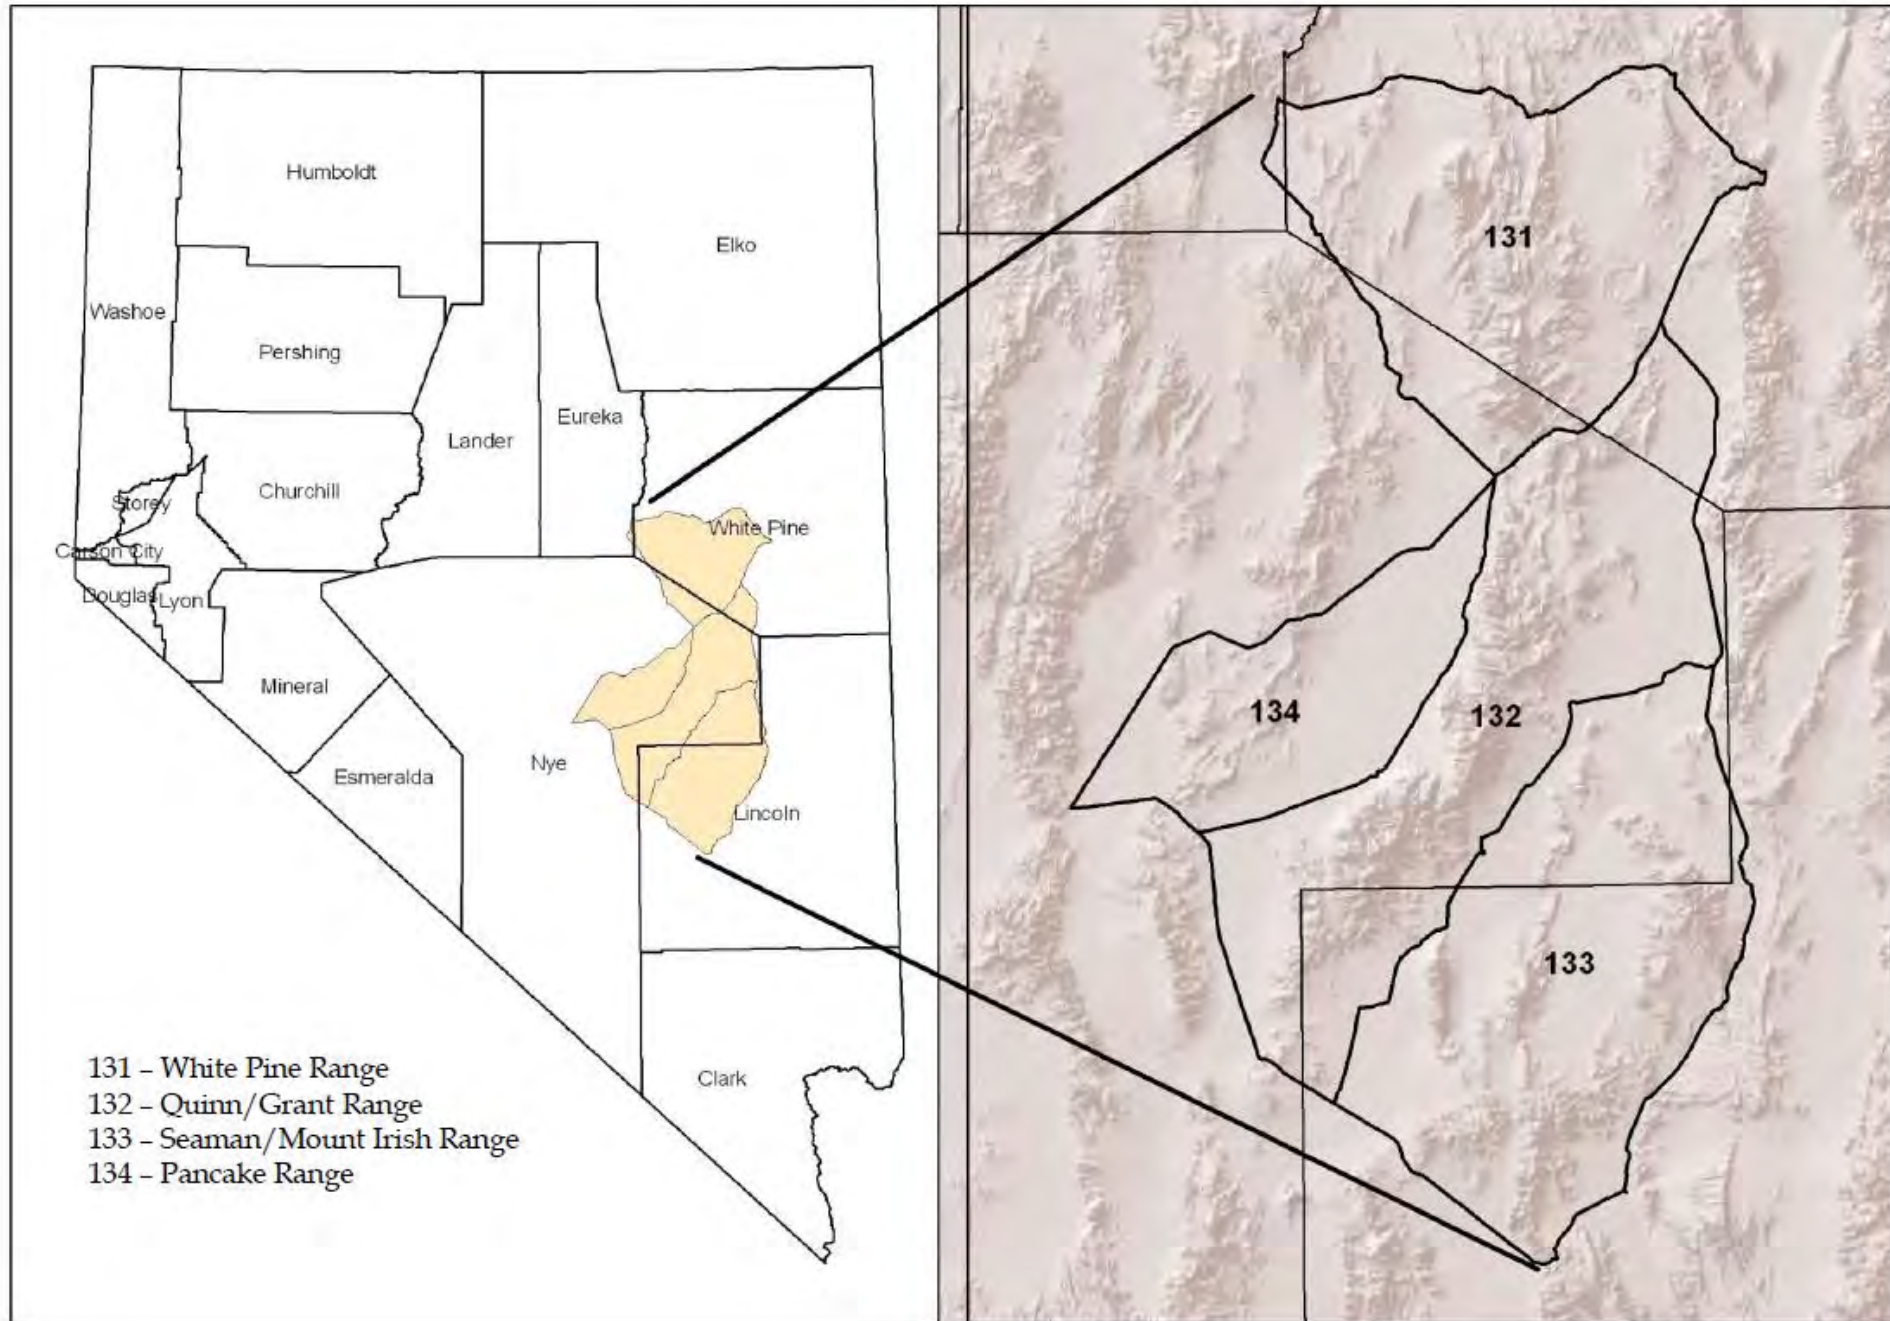 Humboldt
Elko
Washoe
Pershing
Eureka
Lander
Churchill
Storey
White Pine
Carson City
Douglas
Lyon
Mineral
Nye
Esmeralda
Lincoln
Clark
131 – White Pine Range
132 – Quinn/Grant Range
133 – Seaman/Mount Irish Range
134 – Pancake Range
131
134
132
133